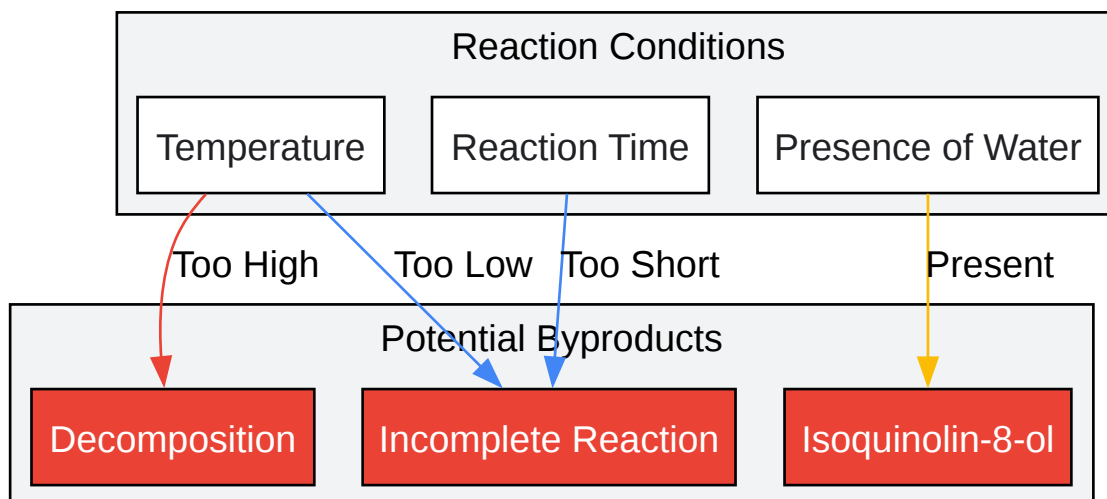 Reaction Conditions
Temperature
Reaction Time
Presence of Water
Too High
Too Low
Too Short
Present
Potential Byproducts
Decomposition
Incomplete Reaction
Isoquinolin-8-ol